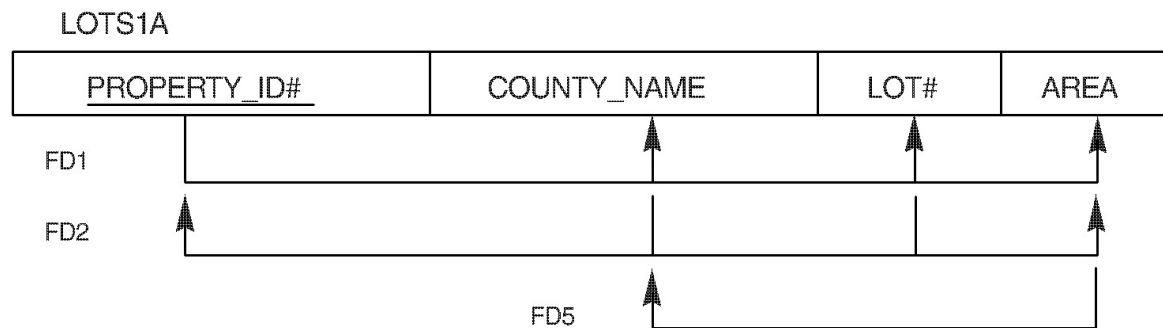 LOTS1A
PROPERTY_ID# COUNTY_NAME LOT# AREA
FD1
FD2
FD5